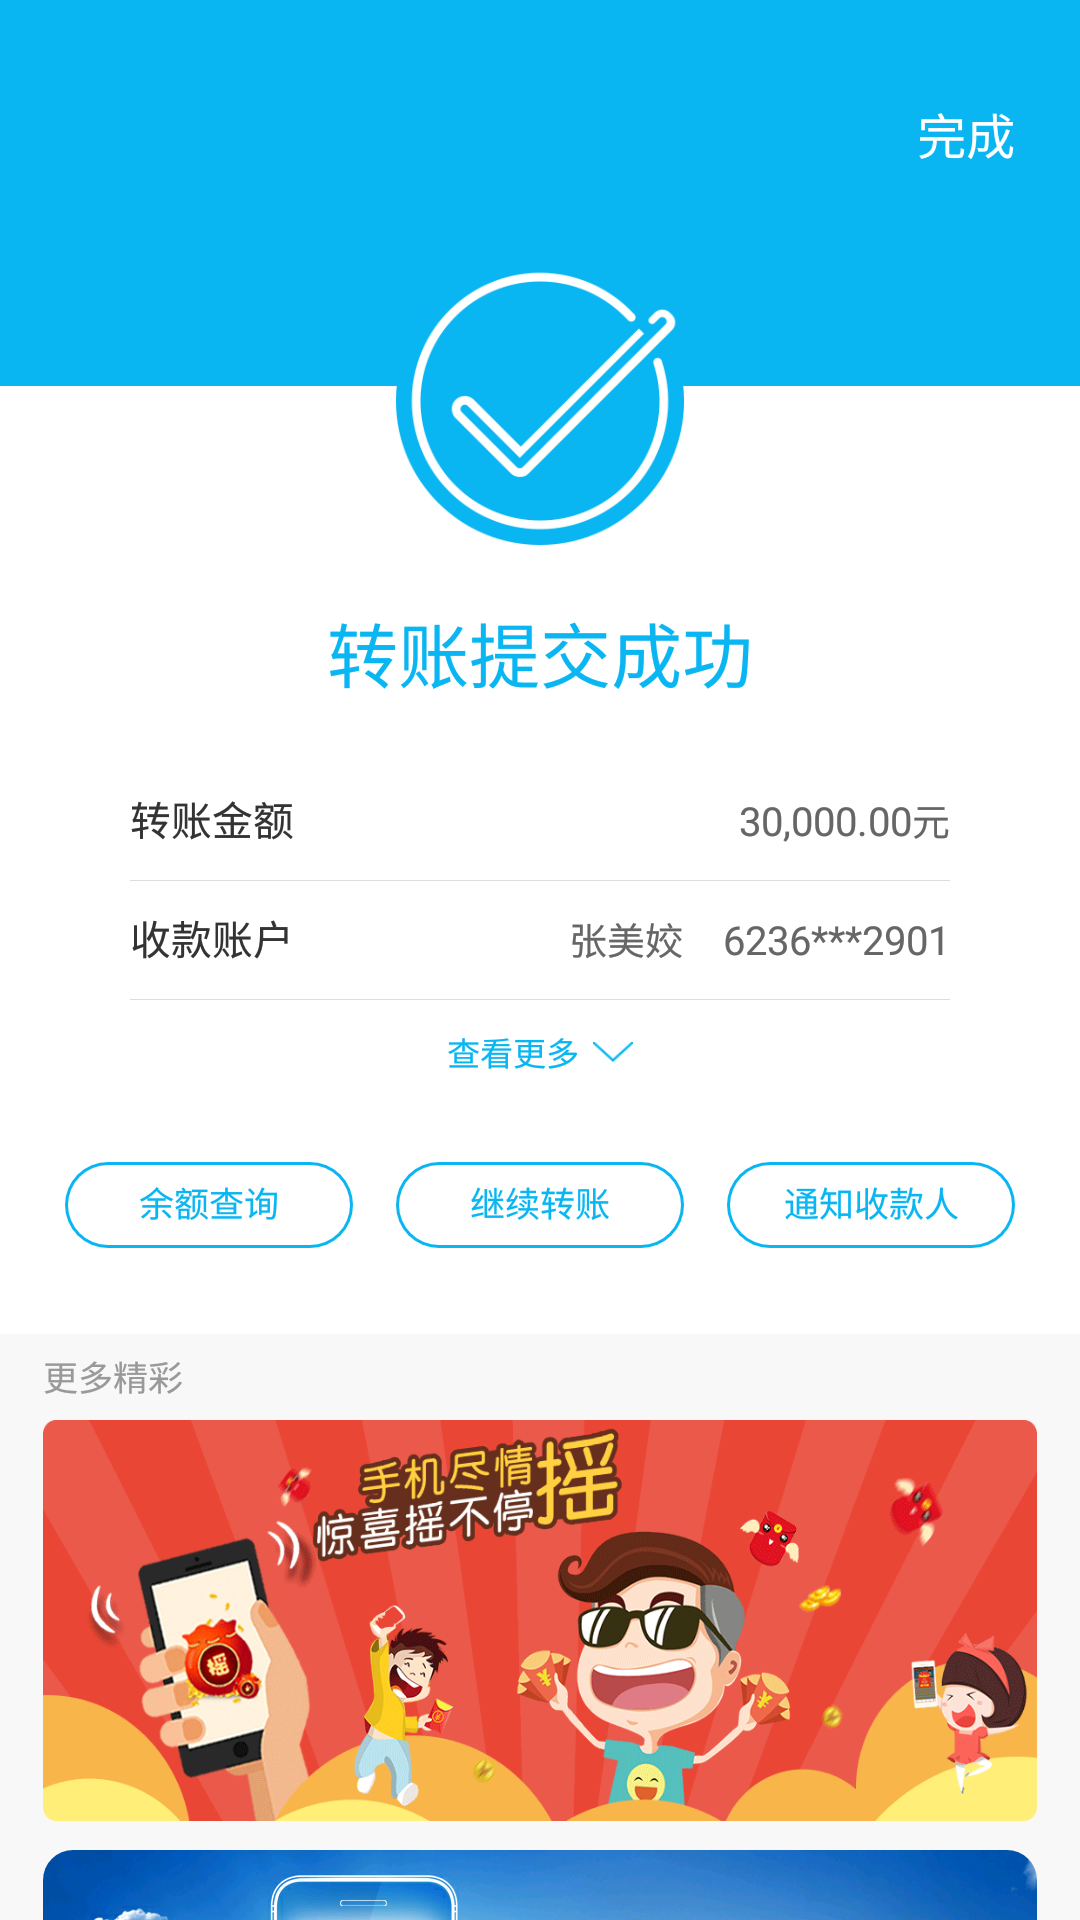 完成
转账提交成功
转账金额 30,000.00元
收款账户 张美姣 6236***2901
查看更多
余额查询 继续转账 通知收款人
更多精彩
手机尽情摇
惊喜摇不停
摇